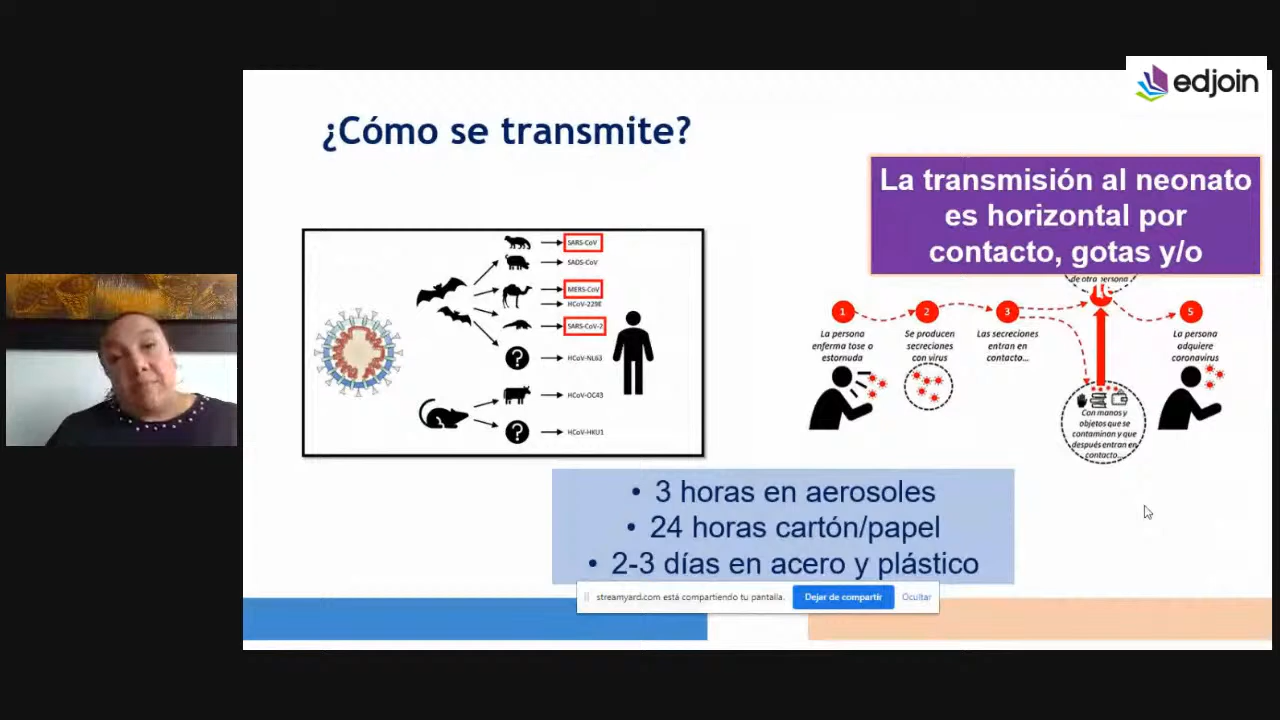 edjoin
¿Cómo se transmite?
La transmisión al neonato
es horizontal por
contacto, gotas y/o
SARS-CoV
SADS-CoV
MERS-CoV
HCoV-229E
SARS-CoV-2
HCoV-NL63
HCoV-OC43
HCoV-HKU1
?
?
de otra persona
1
2
3
5
La persona
enferma tose o
estornuda
Se producen
secreciones
con virus
Las secreciones
entran en
contacto...
La persona
adquiere
coronavirus
Con manos y
objetos que se
contaminan y que
después entran en
contacto...
• 3 horas en aerosoles
• 24 horas cartón/papel
• 2-3 días en acero y plástico
streamyard.com está compartiendo tu pantalla.
Dejar de compartir
Ocultar